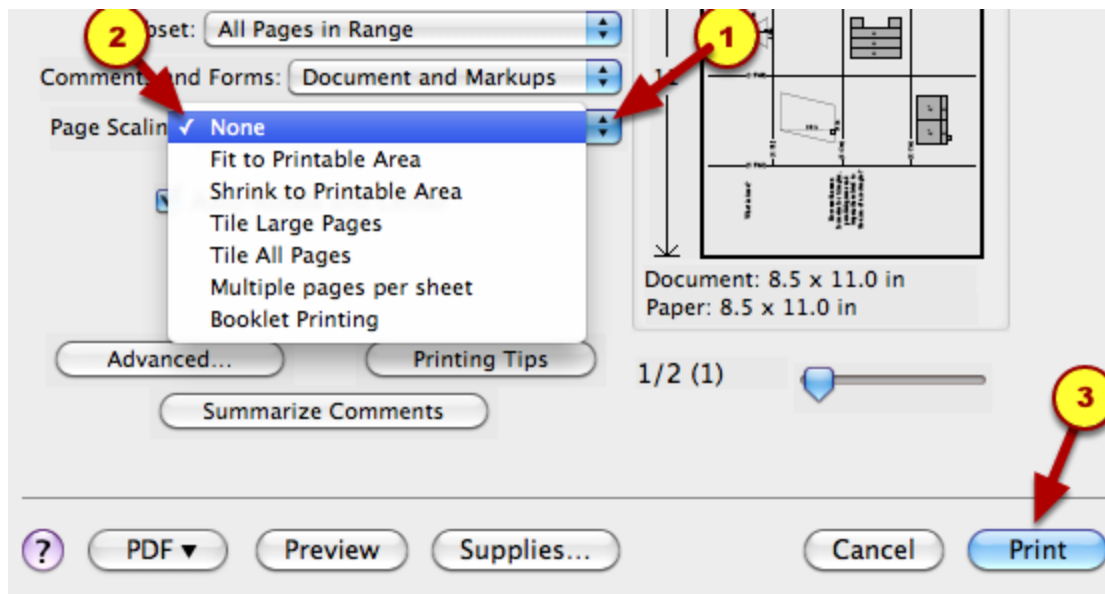 2
1
set: All Pages in Range
Comments and Forms: Document and Markups
11
Page Scalin ✓ None
Fit to Printable Area
Shrink to Printable Area
Tile Large Pages
Tile All Pages
Multiple pages per sheet
Booklet Printing
Document: 8.5 x 11.0 in
Paper: 8.5 x 11.0 in
Advanced...
Printing Tips
1/2 (1)
Summarize Comments
3
?
PDF ▼
Preview
Supplies...
Cancel
Print